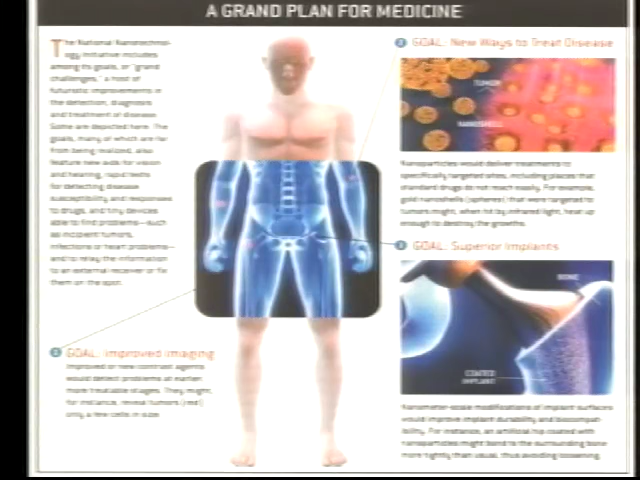 A GRAND PLAN FOR MEDICINE
The National Nanotechnol-
ogy Initiative includes
among its goals, or "grand
challenges," a host of
futuristic improvements in
the detection, diagnosis
and treatment of disease.
Some are depicted here. The
goals, many of which are far
from being realized, also
feature new aids for vision
and hearing, rapid tests
for detecting disease
susceptibility and responses
to drugs, and tiny devices
able to find problems—such
as incipient tumors,
infections or heart problems—
and to relay the information
to an external receiver or fix
them on the spot.
1 GOAL: Improved Imaging
Improved or new contrast agents
would detect problems at earlier,
more treatable stages. They might,
for instance, reveal tumors (red)
only a few cells in size
2 GOAL: New Ways to Treat Disease
TUMOR
NANOSHELL
Nanoparticles would deliver treatments to
specifically targeted sites, including places that
standard drugs do not reach easily. For example,
gold nanoshells (spheres) that were targeted to
tumors might, when hit by infrared light, heat up
enough to destroy the growths.
3 GOAL: Superior Implants
BONE
COATED
IMPLANT
Nanometer-scale modifications of implant surfaces
would improve implant durability and biocompat-
ibility. For instance, an artificial hip coated with
nanoparticles might bond to the surrounding bone
more tightly than usual, thus avoiding loosening.